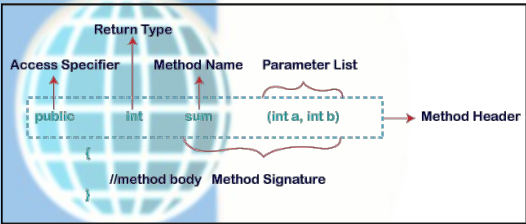 Return Type
Access Specifier Method Name Parameter List
public int sum (int a, int b) Method Header
{
//method body Method Signature
}